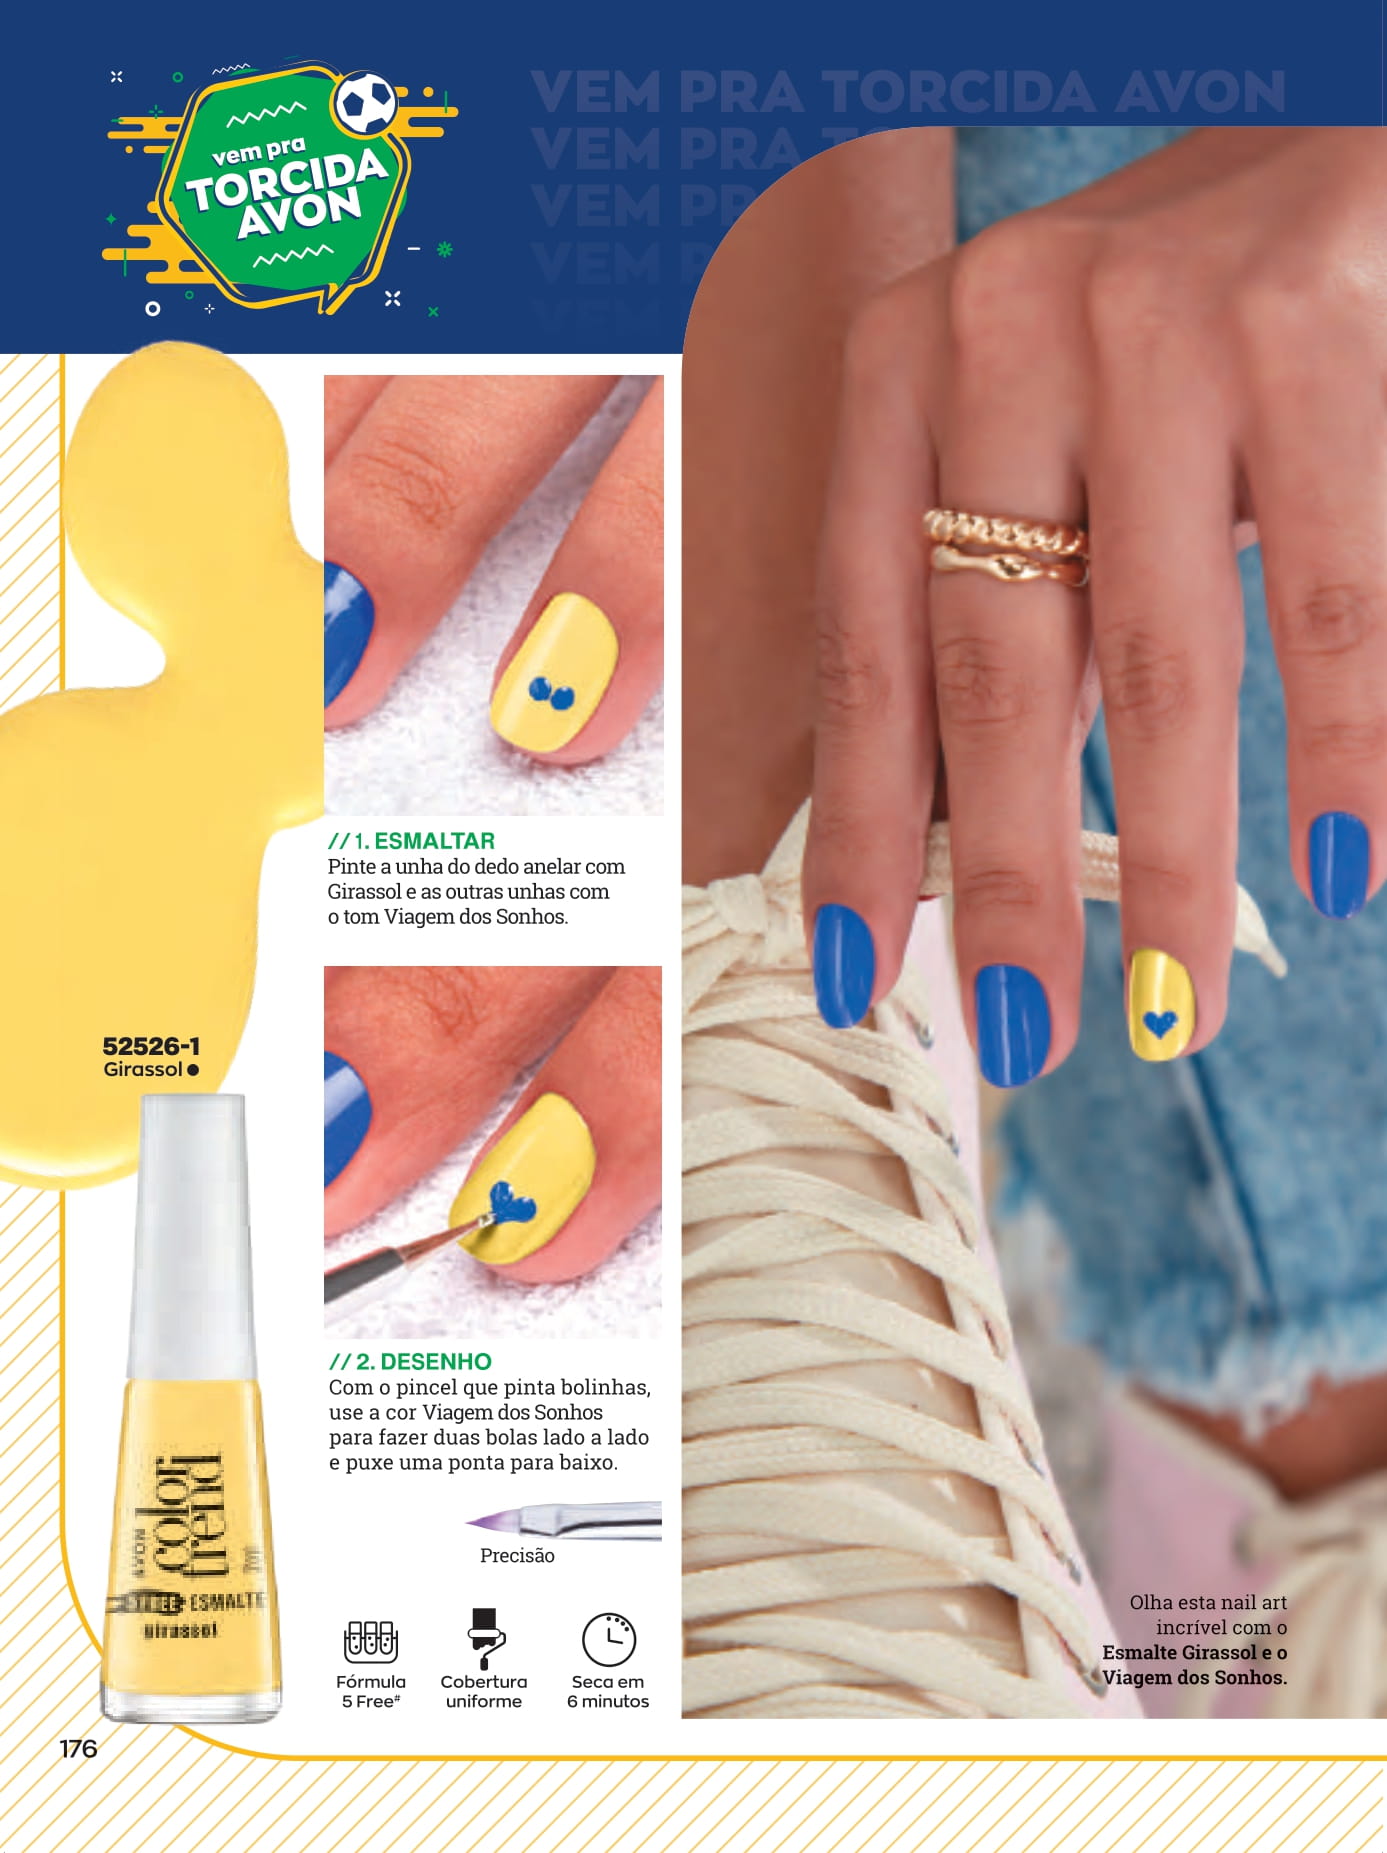 vem pra
TORCIDA
AVON
VEM PRA TORCIDA AVON
VEM PRA
VEM PR
VEM P
VEM
// 1. ESMALTAR
Pinte a unha do dedo anelar com
Girassol e as outras unhas com
o tom Viagem dos Sonhos.
52526-1
Girassol
// 2. DESENHO
Com o pincel que pinta bolinhas,
use a cor Viagem dos Sonhos
para fazer duas bolas lado a lado
e puxe uma ponta para baixo.
Precisão
AVON
color
trend
ESMALTE
girassol
Fórmula
5 Free#
Cobertura
uniforme
Seca em
6 minutos
Olha esta nail art
incrível com o
Esmalte Girassol e o
Viagem dos Sonhos.
176